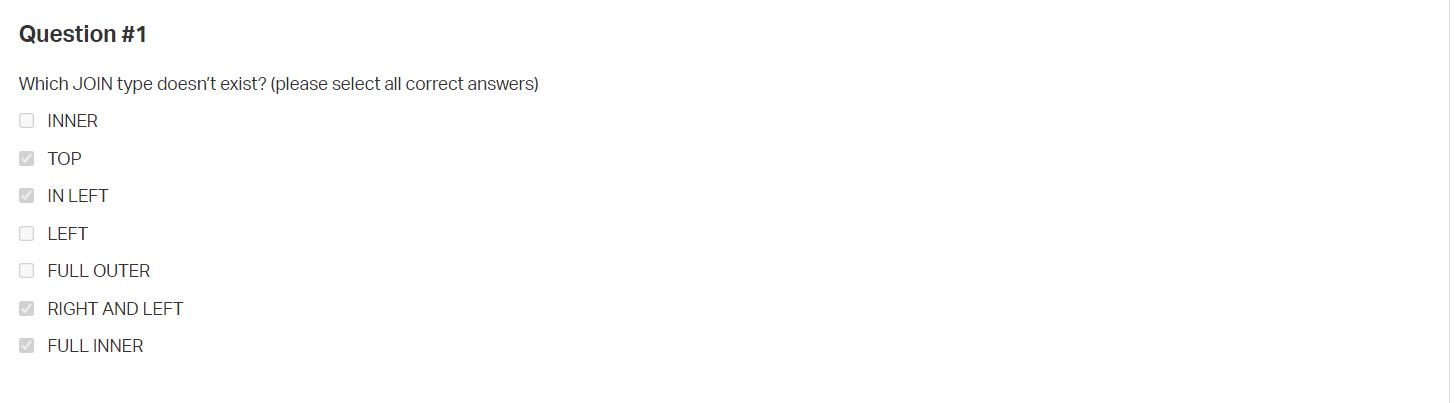 Question #1
Which JOIN type doesn't exist? (please select all correct answers)
INNER
TOP
IN LEFT
LEFT
FULL OUTER
RIGHT AND LEFT
FULL INNER